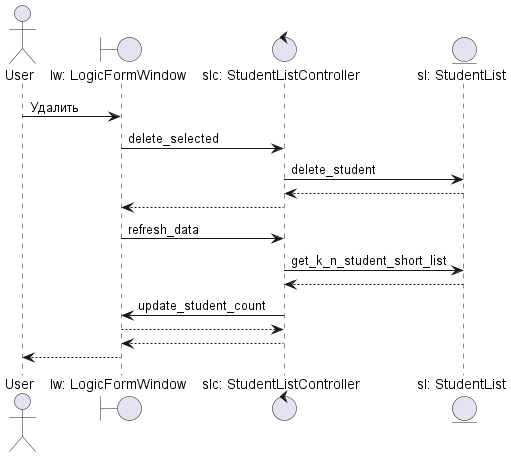 User lw: LogicFormWindow slc: StudentListController sl: StudentList
Удалить
delete_selected
delete_student
refresh_data
get_k_n_student_short_list
update_student_count
User lw: LogicFormWindow slc: StudentListController sl: StudentList